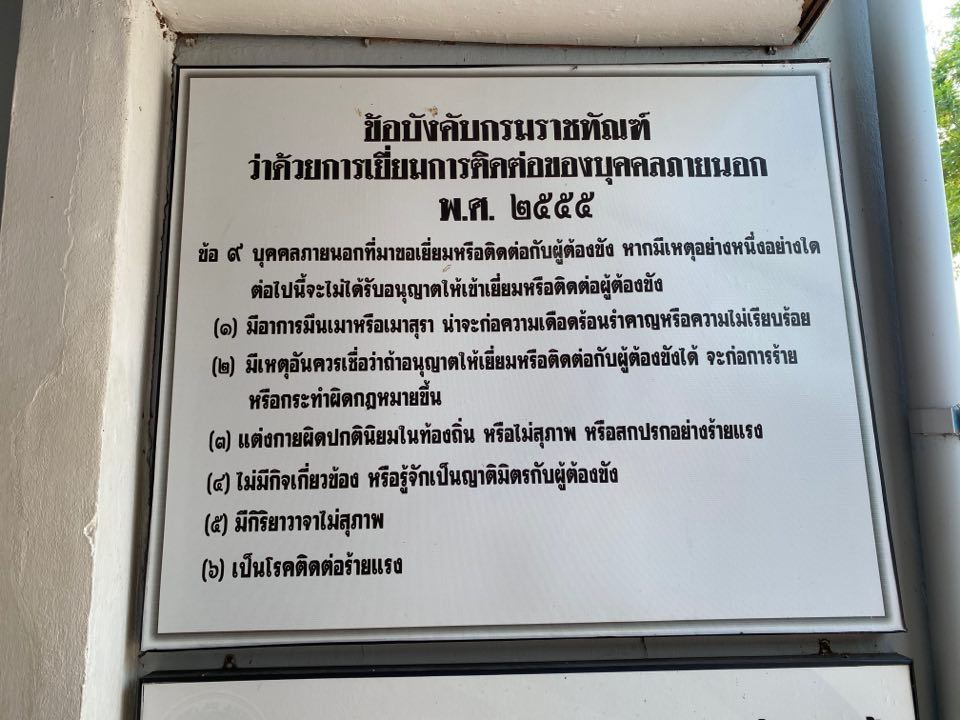 ข้อบังคับกรมราชทัณฑ์
ว่าด้วยการเยี่ยมการติดต่อของบุคคลภายนอก
พ.ศ. ๒๕๕๕
ข้อ ๙ บุคคลภายนอกที่มาขอเยี่ยมหรือติดต่อกับผู้ต้องขัง หากมีเหตุอย่างหนึ่งอย่างใด
ต่อไปนี้จะไม่ได้รับอนุญาตให้เข้าเยี่ยมหรือติดต่อผู้ต้องขัง
(๑) มีอาการมึนเมาหรือเมาสุรา น่าจะก่อความเดือดร้อนรำคาญหรือความไม่เรียบร้อย
(๒) มีเหตุอันควรเชื่อว่าถ้าอนุญาตให้เยี่ยมหรือติดต่อกับผู้ต้องขังได้ จะก่อการร้าย
หรือกระทำผิดกฎหมายขึ้น
(๓) แต่งกายผิดปกตินิยมในท้องถิ่น หรือไม่สุภาพ หรือสกปรกอย่างร้ายแรง
(๔) ไม่มีกิจเกี่ยวข้อง หรือรู้จักเป็นญาติมิตรกับผู้ต้องขัง
(๕) มีกิริยาวาจาไม่สุภาพ
(๖) เป็นโรคติดต่อร้ายแรง